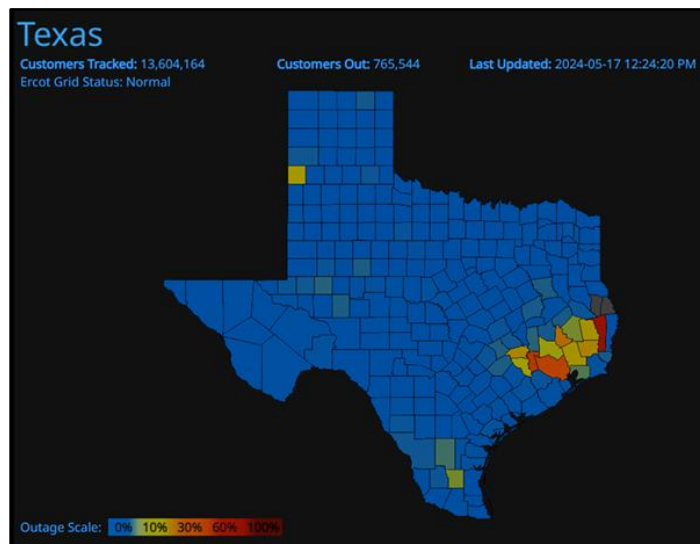 Texas
Customers Tracked: 13,604,164 Customers Out: 765,544 Last Updated: 2024-05-17 12:24:20 PM
Ercot Grid Status: Normal
Outage Scale: 0% 10% 30% 60% 100%